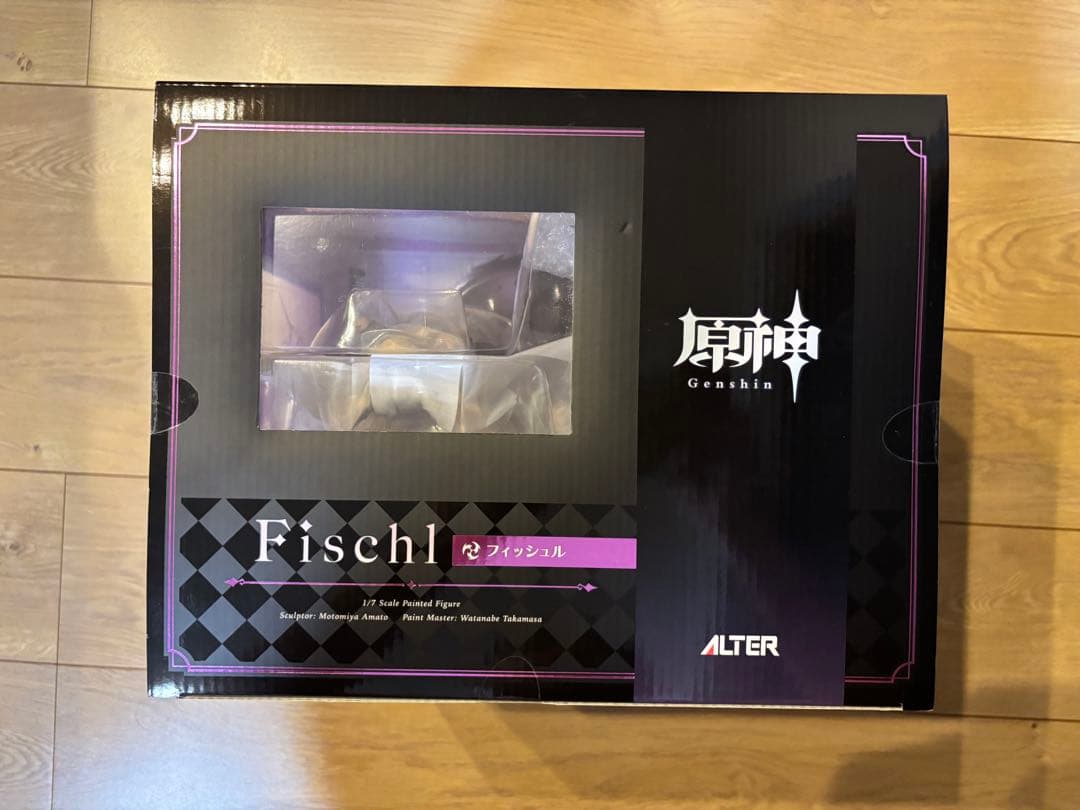 原神
Genshin
Fischl
フィッシュル
1/7 Scale Painted Figure
Sculptor: Motomiya Amato Paint Master: Watanabe Takamasa
ALTER